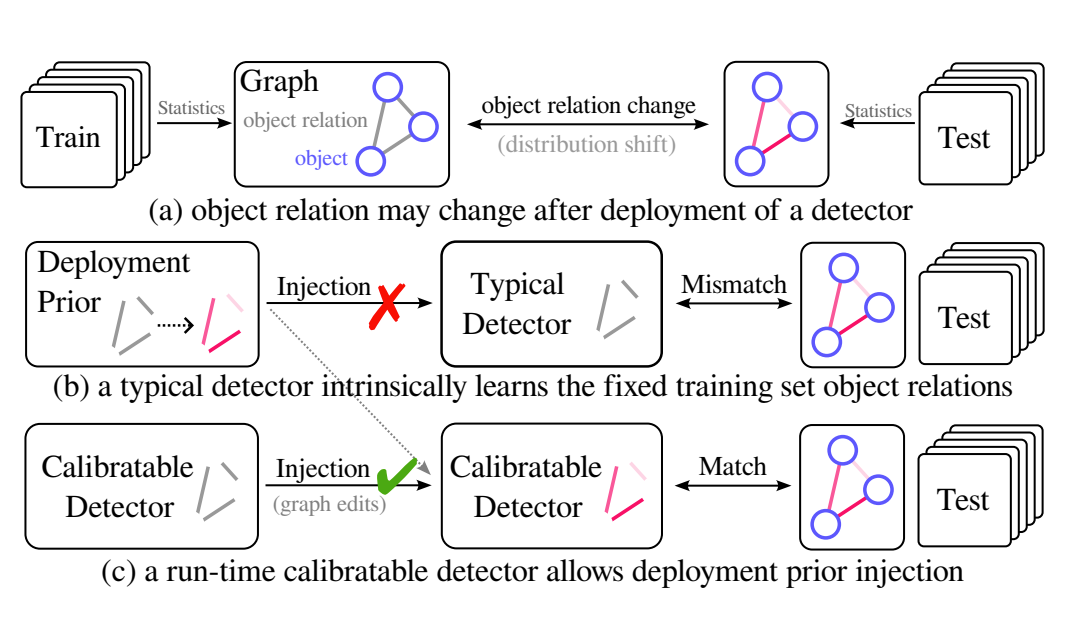 Train
Statistics
Graph
object relation
object
object relation change
(distribution shift)
Statistics
Test
(a) object relation may change after deployment of a detector
Deployment
Prior
Injection
Typical
Detector
Mismatch
Test
(b) a typical detector intrinsically learns the fixed training set object relations
Calibratable
Detector
Injection
(graph edits)
Calibratable
Detector
Match
Test
(c) a run-time calibratable detector allows deployment prior injection